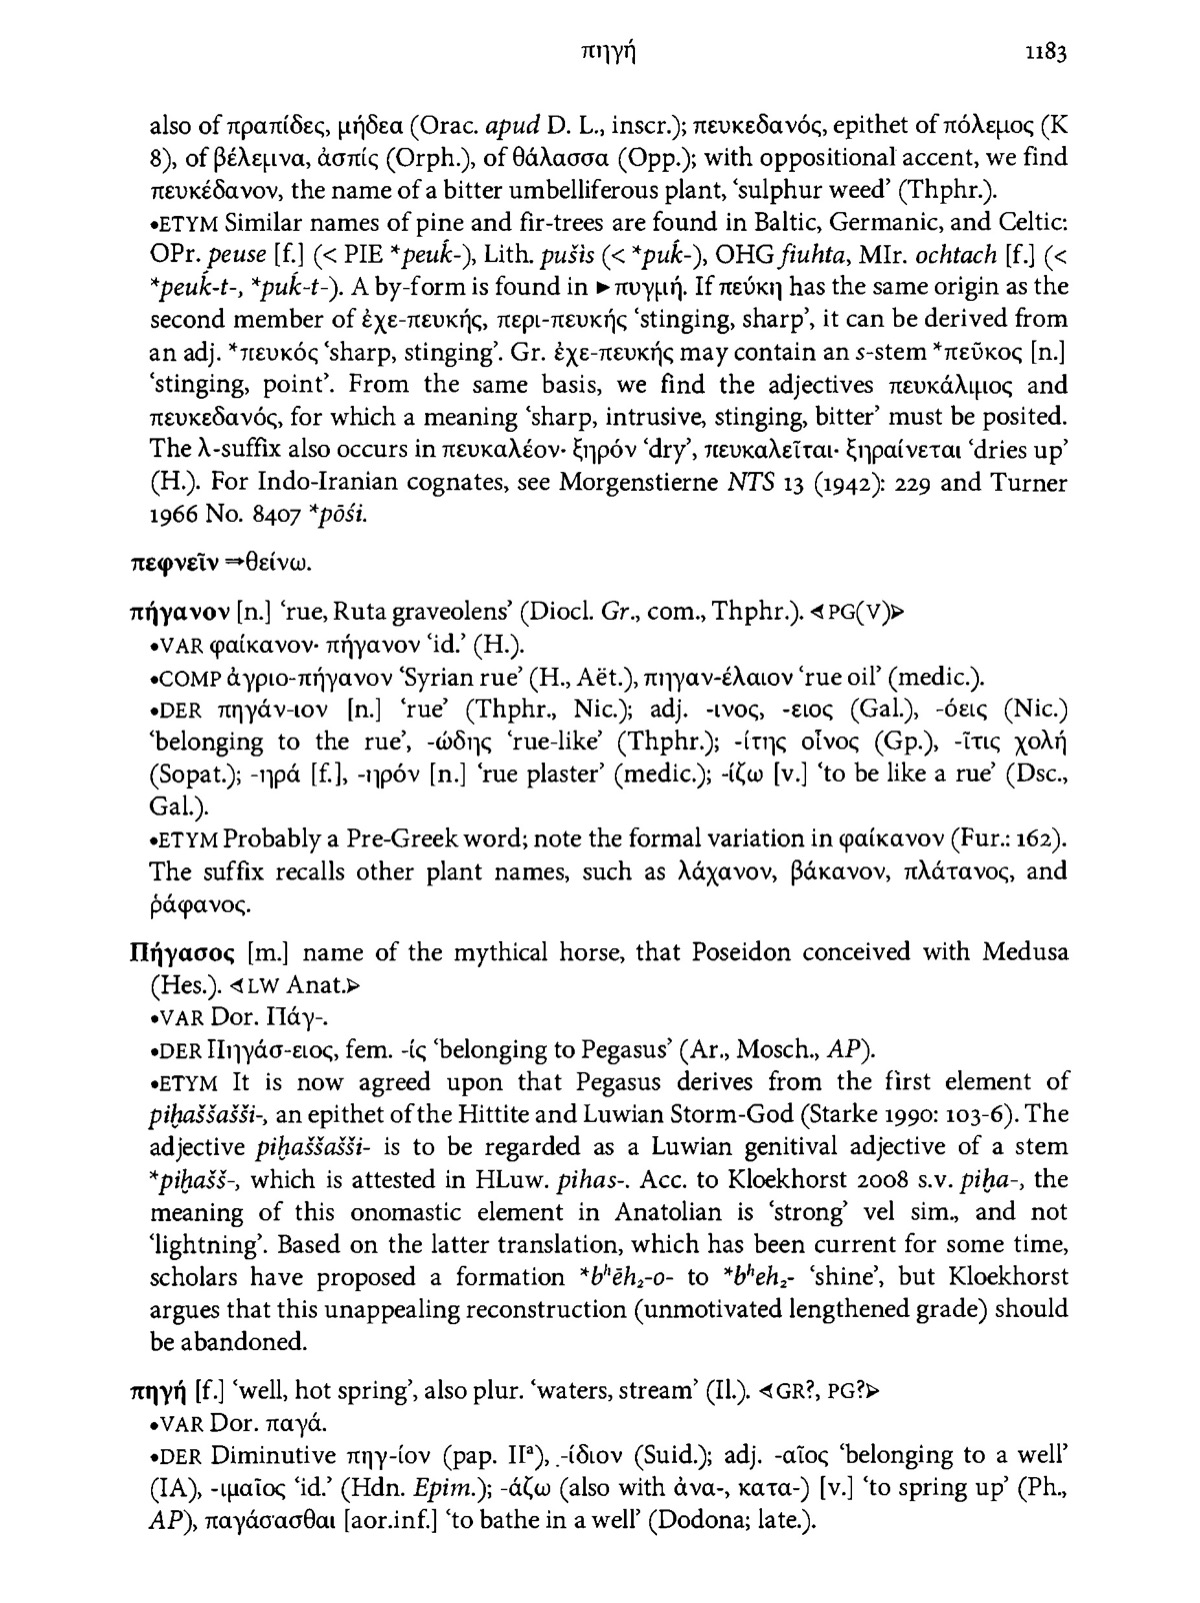 πηγή 1183
also of πραπίδες, μήδεα (Orac. apud D. L., inscr.); πευκεδανός, epithet of πόλεμος (K
8), of βέλεμινα, ἀσπίς (Orph.), of θάλασσα (Opp.); with oppositional accent, we find
πευκέδανον, the name of a bitter umbelliferous plant, ‘sulphur weed’ (Thphr.).
•ETYM Similar names of pine and fir-trees are found in Baltic, Germanic, and Celtic:
OPr. peuse [f.] (< PIE *peuḱ-), Lith. pušìs (< *puḱ-), OHG fiuhta, MIr. ochtach [f.] (<
*peuḱ-t-, *puḱ-t-). A by-form is found in ►πυγμή. If πεύκη has the same origin as the
second member of ἐχε-πευκής, περι-πευκής ‘stinging, sharp’, it can be derived from
an adj. *πευκός ‘sharp, stinging’. Gr. ἐχε-πευκής may contain an s-stem *πεῦκος [n.]
‘stinging, point’. From the same basis, we find the adjectives πευκάλιμος and
πευκεδανός, for which a meaning ‘sharp, intrusive, stinging, bitter’ must be posited.
The λ-suffix also occurs in πευκαλέον· ξηρόν ‘dry’, πευκαλεῖται· ξηραίνεται ‘dries up’
(H.). For Indo-Iranian cognates, see Morgenstierne NTS 13 (1942): 229 and Turner
1966 No. 8407 *pōśi.
πεφνεῖν ⇒θείνω.
πήγανον [n.] ‘rue, Ruta graveolens’ (Diocl. Gr., com., Thphr.). ◁PG(V)▷
•VAR φαίκανον· πήγανον ‘id.’ (H.).
•COMP ἀγριο-πήγανον ‘Syrian rue’ (H., Aët.), πηγαν-έλαιον ‘rue oil’ (medic.).
•DER πηγάν-ιον [n.] ‘rue’ (Thphr., Nic.); adj. -ινος, -ειος (Gal.), -όεις (Nic.)
‘belonging to the rue’, -ώδης ‘rue-like’ (Thphr.); -ίτης οἶνος (Gp.), -ῖτις χολή
(Sopat.); -ηρά [f.], -ηρόν [n.] ‘rue plaster’ (medic.); -ίζω [v.] ‘to be like a rue’ (Dsc.,
Gal.).
•ETYM Probably a Pre-Greek word; note the formal variation in φαίκανον (Fur.: 162).
The suffix recalls other plant names, such as λάχανον, βάκανον, πλάτανος, and
ῥάφανος.
Πήγασος [m.] name of the mythical horse, that Poseidon conceived with Medusa
(Hes.). ◁LW Anat.▷
•VAR Dor. Πάγ-.
•DER Πηγάσ-ειος, fem. -ίς ‘belonging to Pegasus’ (Ar., Mosch., AP).
•ETYM It is now agreed upon that Pegasus derives from the first element of
piḫaššašši-, an epithet of the Hittite and Luwian Storm-God (Starke 1990: 103-6). The
adjective piḫaššašši- is to be regarded as a Luwian genitival adjective of a stem
*piḫašš-, which is attested in HLuw. pihas-. Acc. to Kloekhorst 2008 s.v. piḫa-, the
meaning of this onomastic element in Anatolian is ‘strong’ vel sim., and not
‘lightning’. Based on the latter translation, which has been current for some time,
scholars have proposed a formation *bʰēh₂-o- to *bʰeh₂- ‘shine’, but Kloekhorst
argues that this unappealing reconstruction (unmotivated lengthened grade) should
be abandoned.
πηγή [f.] ‘well, hot spring’, also plur. ‘waters, stream’ (Il.). ◁GR?, PG?▷
•VAR Dor. παγά.
•DER Diminutive πηγ-ίον (pap. IIᵃ), -ίδιον (Suid.); adj. -αῖος ‘belonging to a well’
(IA), -ιμαῖος ‘id.’ (Hdn. Epim.); -άζω (also with ἀνα-, κατα-) [v.] ‘to spring up’ (Ph.,
AP), παγάσασθαι [aor.inf.] ‘to bathe in a well’ (Dodona; late.).